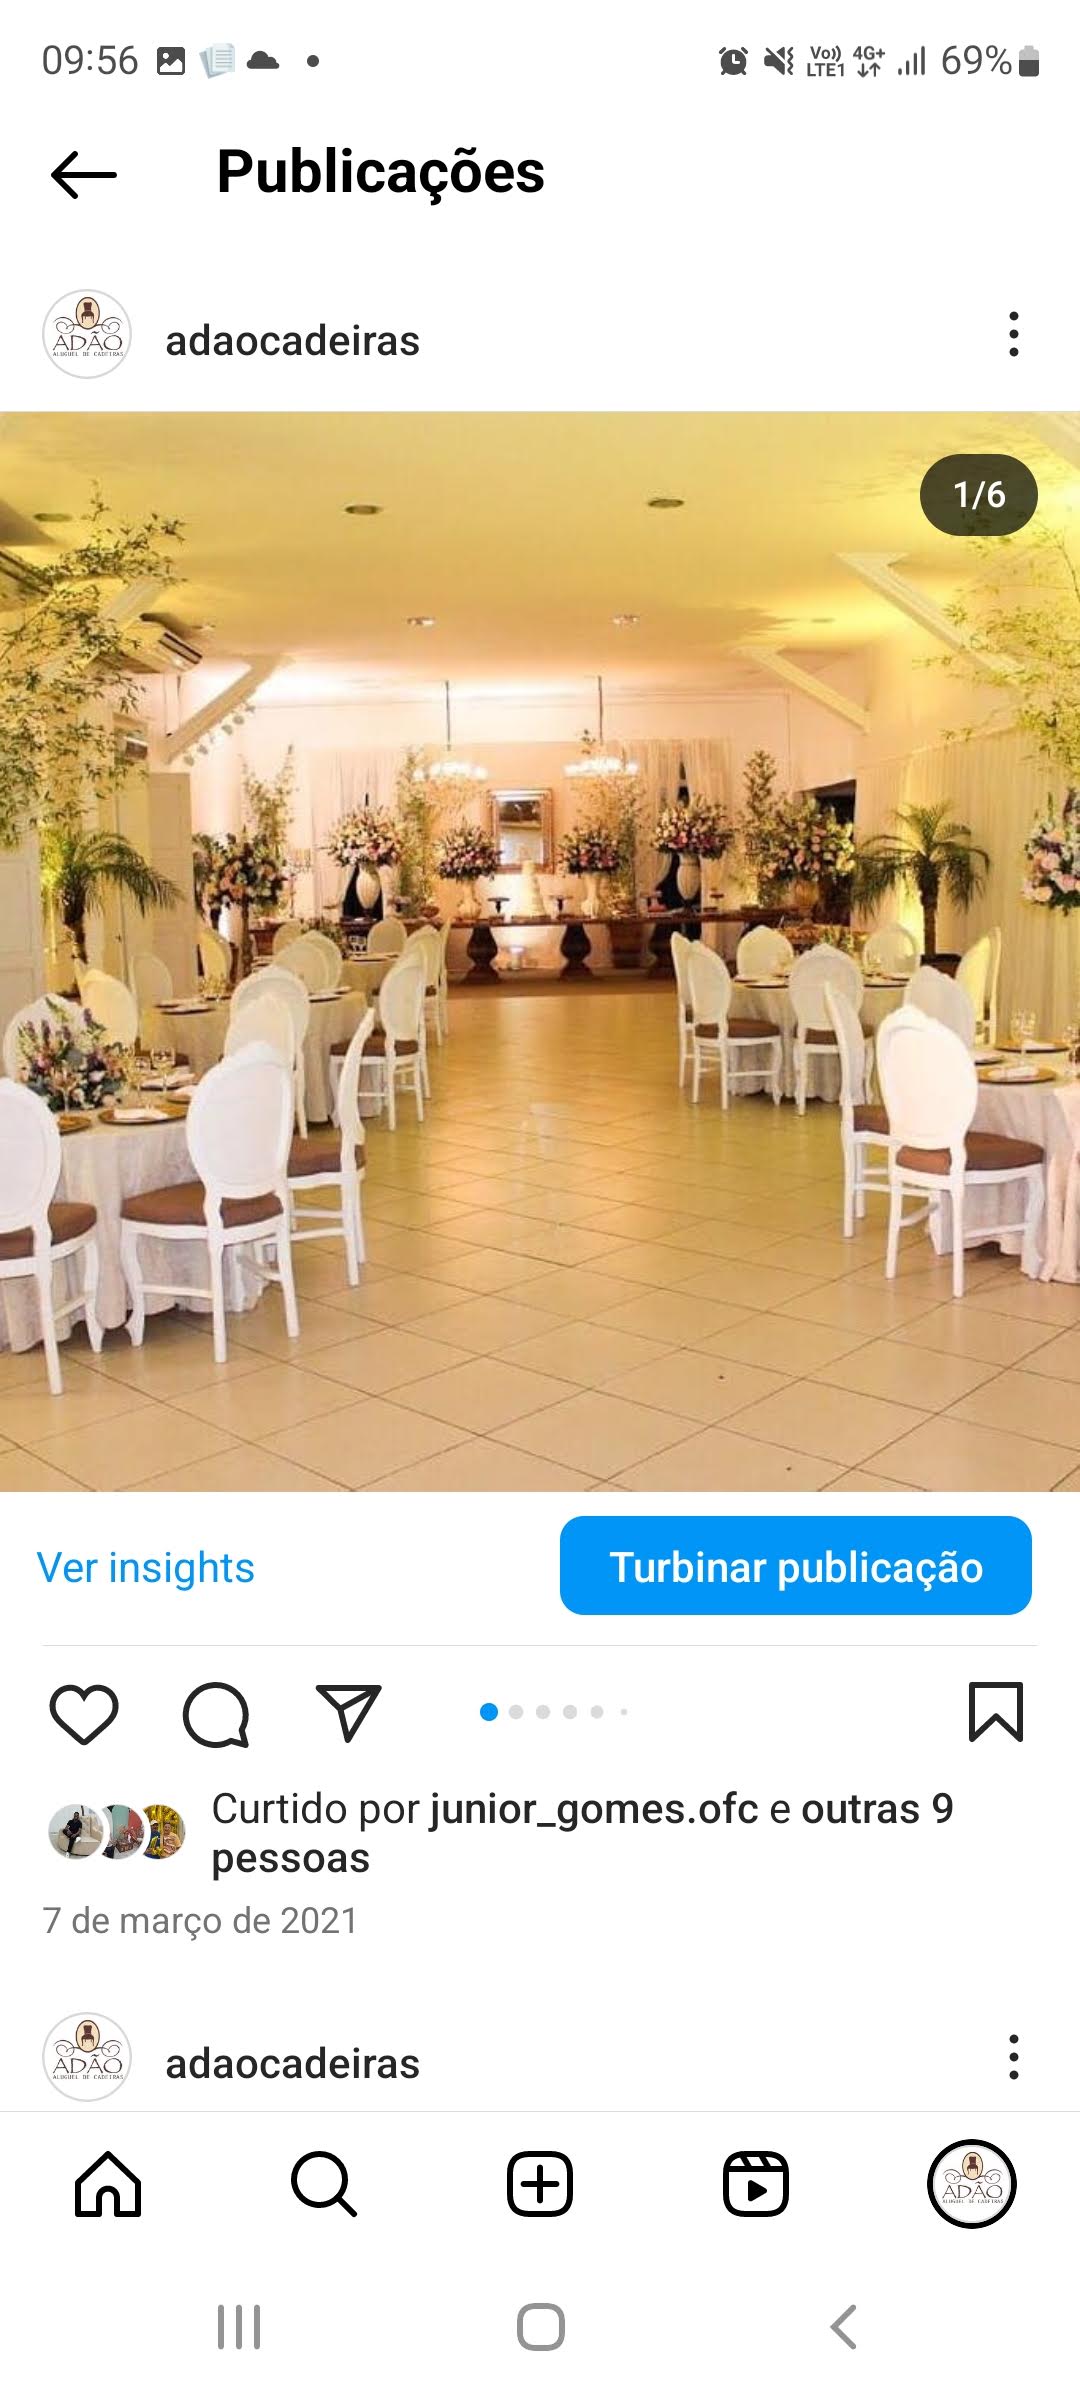 09:56
Vo)) LTE1 4G+ 69%
Publicações
ADÃO
ALUGUEL DE CADEIRAS
adaocadeiras
1/6
Ver insights
Turbinar publicação
Curtido por junior_gomes.ofc e outras 9
pessoas
7 de março de 2021
ADÃO
ALUGUEL DE CADEIRAS
adaocadeiras
ADÃO
ALUGUEL DE CADEIRAS